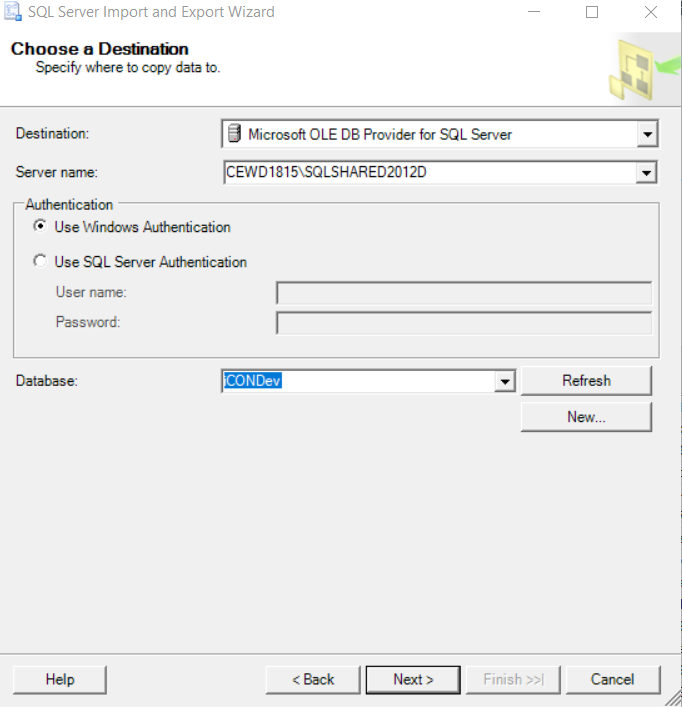 SQL Server Import and Export Wizard
Choose a Destination
Specify where to copy data to.
Destination: Microsoft OLE DB Provider for SQL Server
Server name: CEWD1815\SQLSHARED2012D
Authentication
Use Windows Authentication
Use SQL Server Authentication
User name:
Password:
Database: iCONDev Refresh
New...
Help < Back Next > Finish >>| Cancel